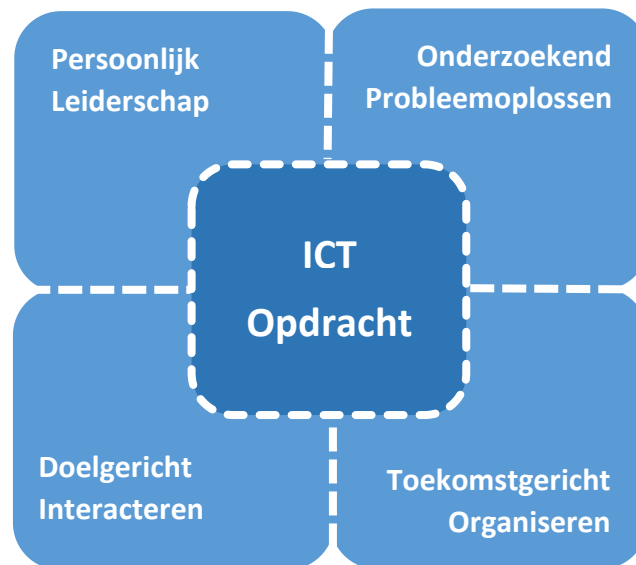 Persoonlijk
Leiderschap
Onderzoekend
Probleemoplossen
ICT
Opdracht
Doelgericht
Interacteren
Toekomstgericht
Organiseren